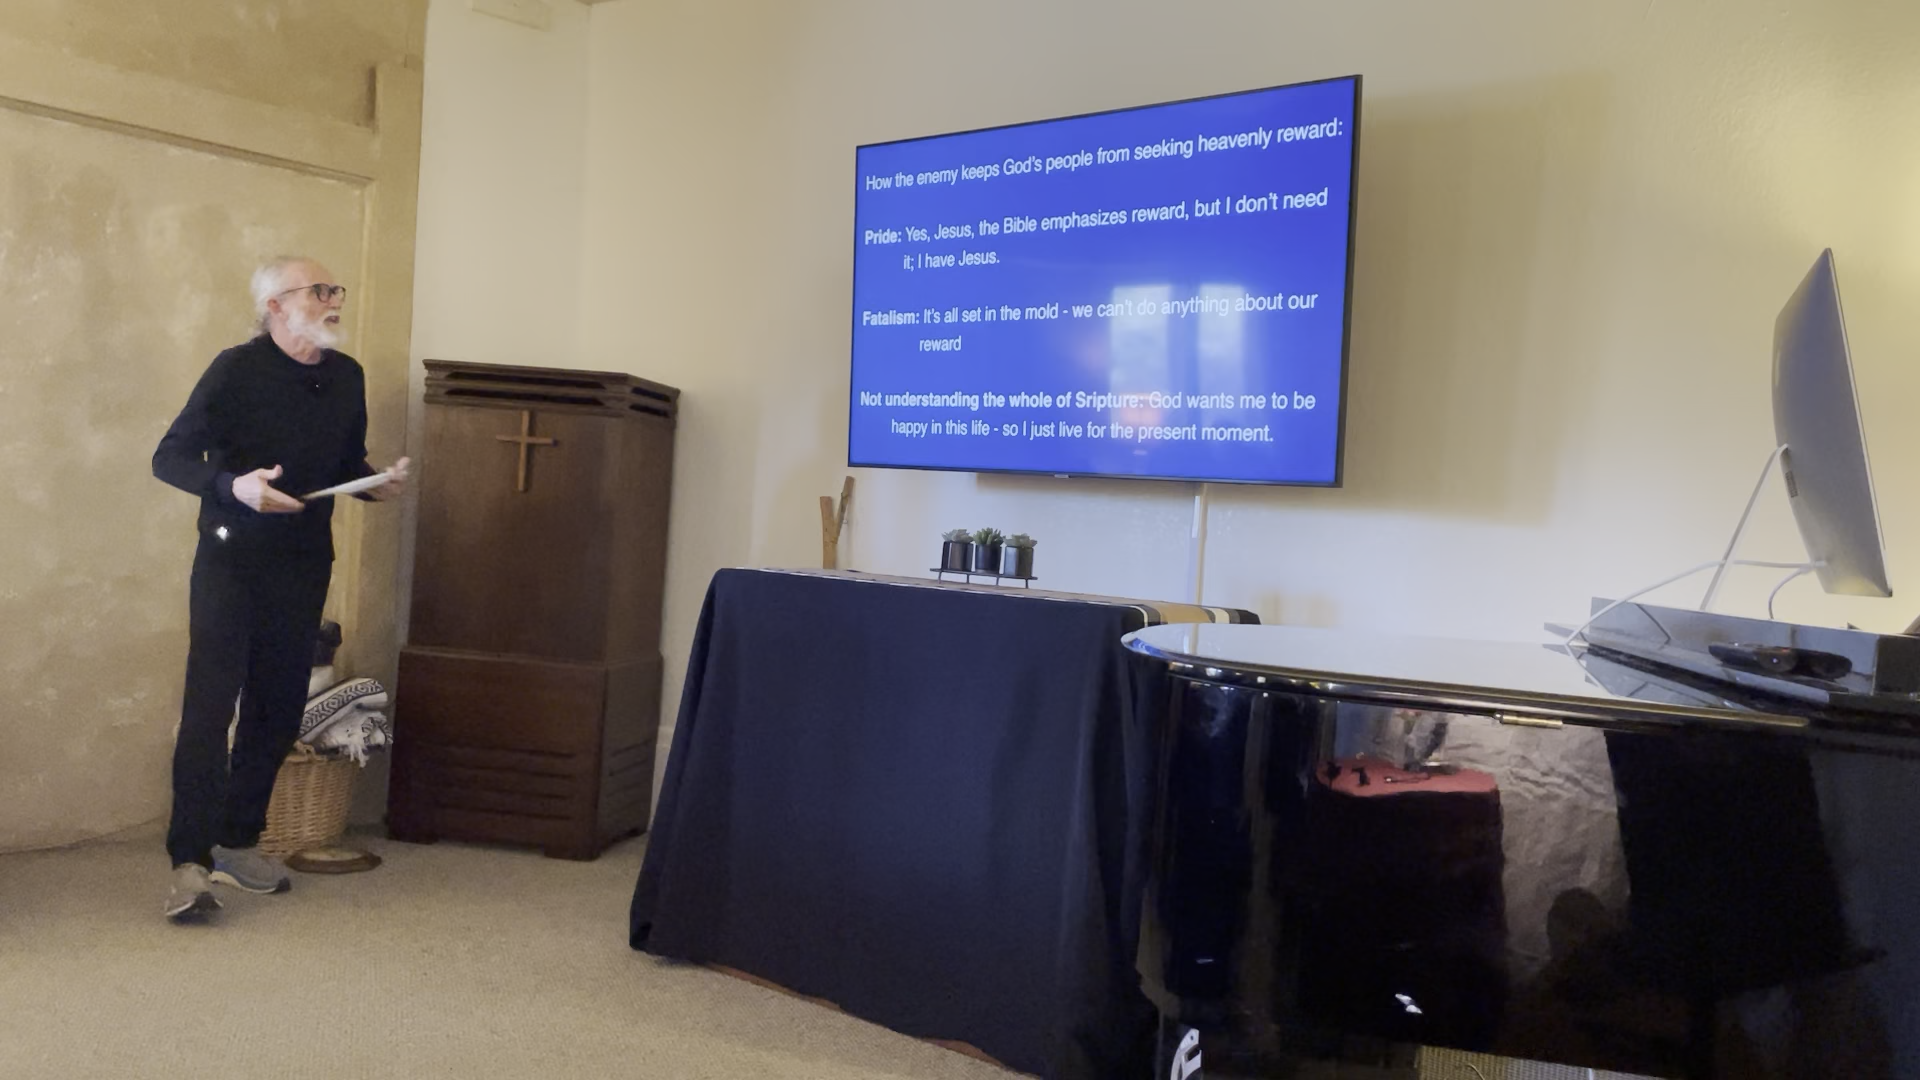 How the enemy keeps God's people from seeking heavenly reward:
Pride: Yes, Jesus, the Bible emphasizes reward, but I don't need
it; I have Jesus.
Fatalism: It's all set in the mold - we can't do anything about our
reward
Not understanding the whole of Sripture: God wants me to be
happy in this life - so I just live for the present moment.